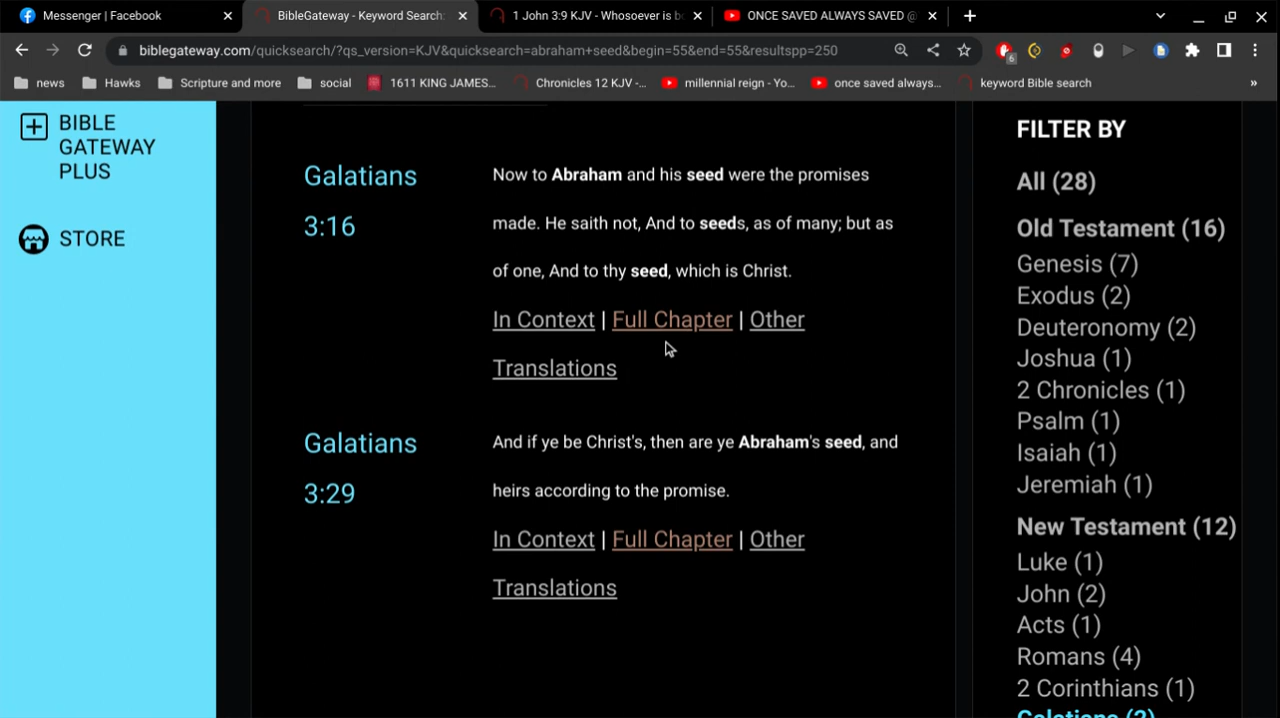 Messenger | Facebook
BibleGateway - Keyword Search:
1 John 3:9 KJV - Whosoever is bo
ONCE SAVED ALWAYS SAVED @
biblegateway.com/quicksearch/?qs_version=KJV&quicksearch=abraham+seed&begin=55&end=55&resultspp=250
6
news
Hawks
Scripture and more
social
1611 KING JAMES...
Chronicles 12 KJV -...
millennial reign - Yo...
once saved always...
keyword Bible search
»
BIBLE
GATEWAY
PLUS
STORE
Galatians
3:16
Now to Abraham and his seed were the promises
made. He saith not, And to seeds, as of many; but as
of one, And to thy seed, which is Christ.
In Context | Full Chapter | Other
Translations
Galatians
3:29
And if ye be Christ's, then are ye Abraham's seed, and
heirs according to the promise.
In Context | Full Chapter | Other
Translations
FILTER BY
All (28)
Old Testament (16)
Genesis (7)
Exodus (2)
Deuteronomy (2)
Joshua (1)
2 Chronicles (1)
Psalm (1)
Isaiah (1)
Jeremiah (1)
New Testament (12)
Luke (1)
John (2)
Acts (1)
Romans (4)
2 Corinthians (1)
Galatians (2)